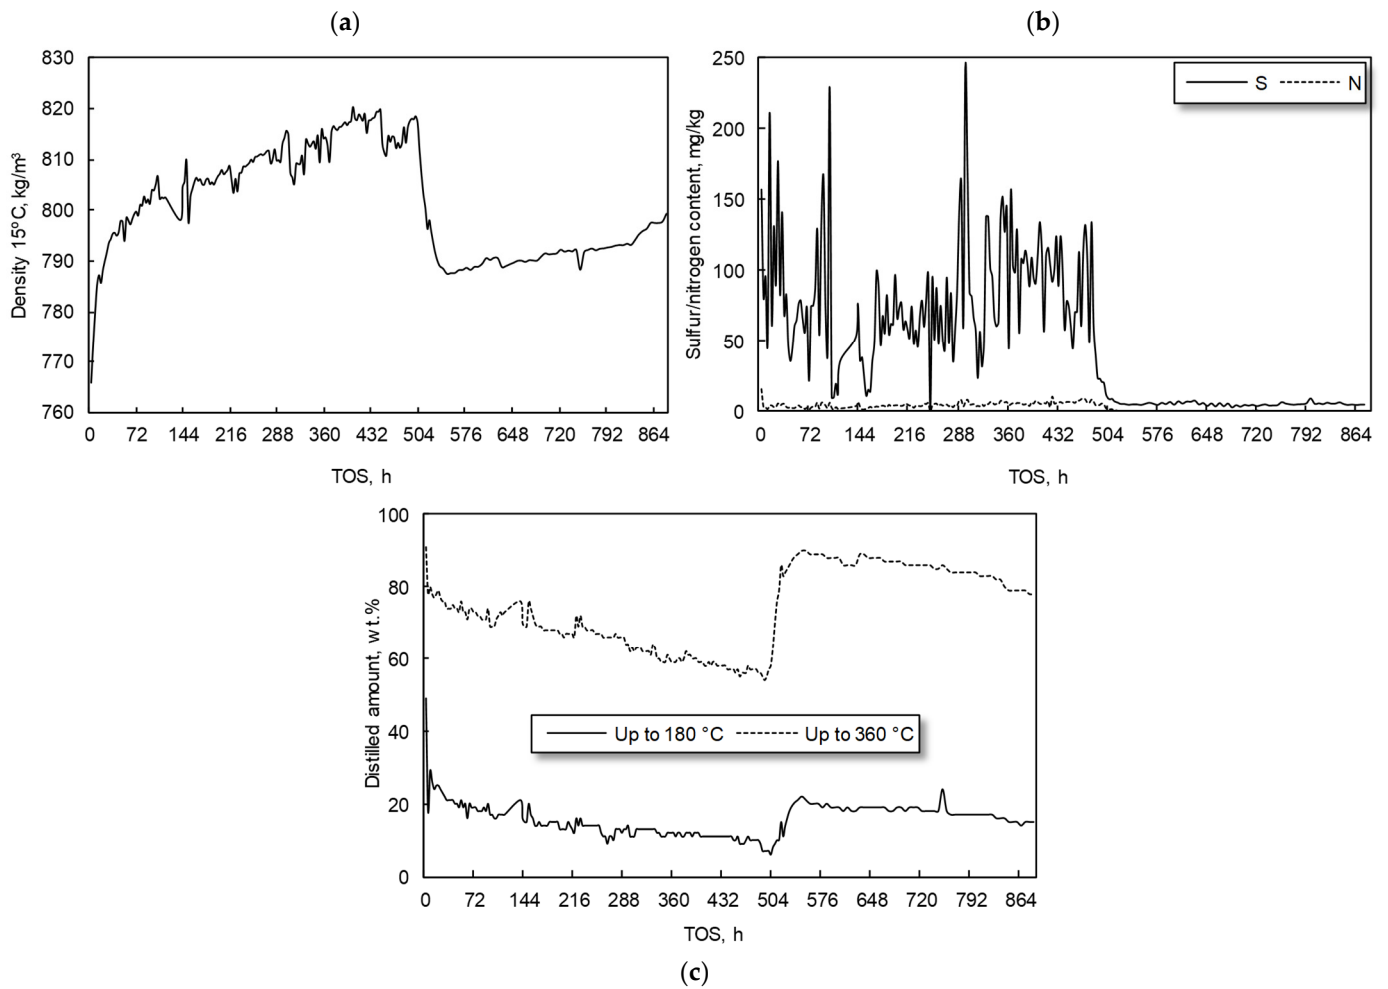 (a)
830
820
810
800
790
780
770
760
Density 15°C, kg/m³
0 72 144 216 288 360 432 504 576 648 720 792 864
TOS, h
(b)
250
200
150
100
50
0
Sulfur/nitrogen content, mg/kg
S N
0 72 144 216 288 360 432 504 576 648 720 792 864
TOS, h
100
80
60
40
20
0
Distilled amount, wt.%
Up to 180 °C Up to 360 °C
0 72 144 216 288 360 432 504 576 648 720 792 864
TOS, h
(c)